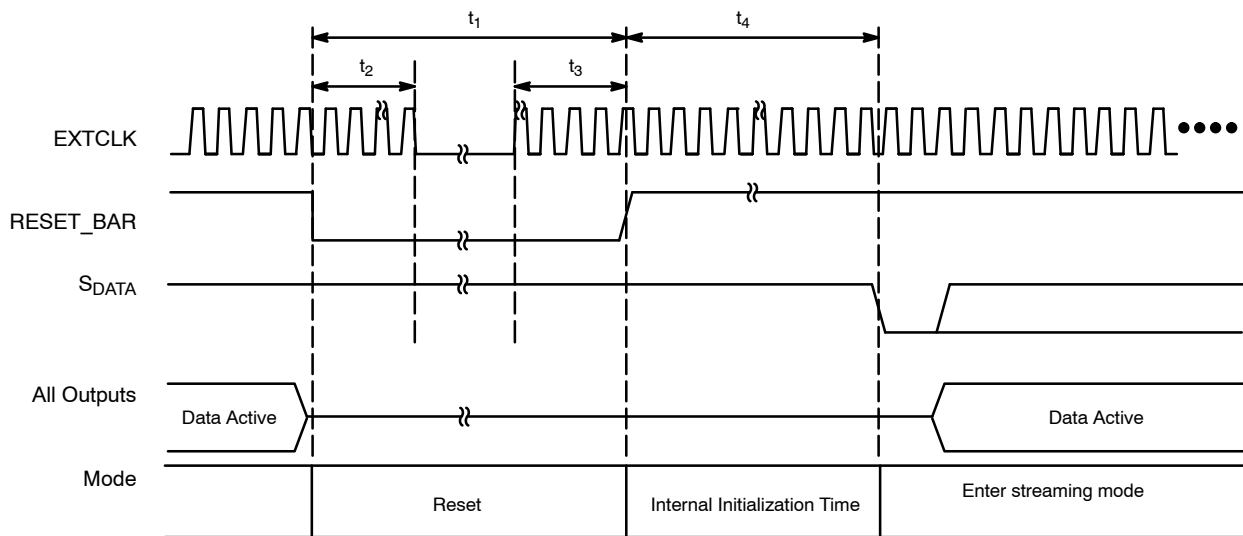 t1
t4
t2
t3
EXTCLK
RESET_BAR
SDATA
All Outputs
Data Active
Data Active
Mode
Reset
Internal Initialization Time
Enter streaming mode